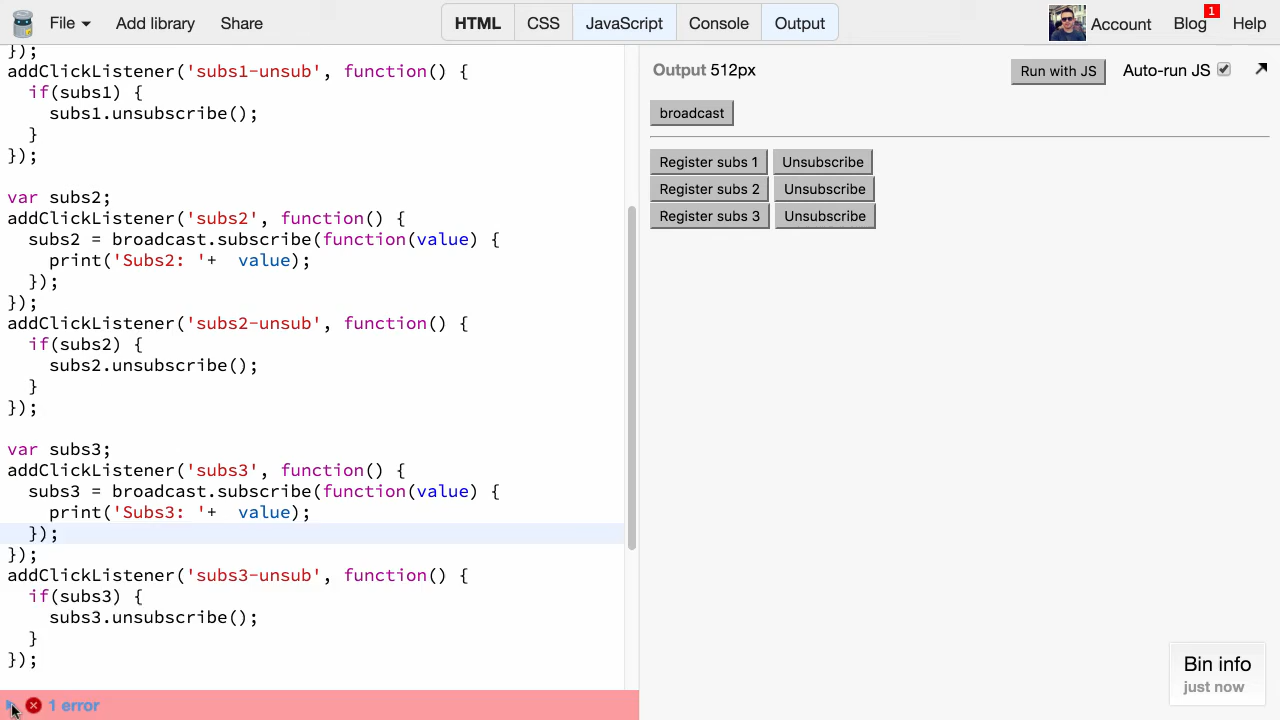 File Add library Share HTML CSS JavaScript Console Output Account Blog 1 Help
});
addClickListener('subs1-unsub', function() {
  if(subs1) {
    subs1.unsubscribe();
  }
});

var subs2;
addClickListener('subs2', function() {
  subs2 = broadcast.subscribe(function(value) {
    print('Subs2: '+  value);
  });
});
addClickListener('subs2-unsub', function() {
  if(subs2) {
    subs2.unsubscribe();
  }
});

var subs3;
addClickListener('subs3', function() {
  subs3 = broadcast.subscribe(function(value) {
    print('Subs3: '+  value);
  });
});
addClickListener('subs3-unsub', function() {
  if(subs3) {
    subs3.unsubscribe();
  }
});
1 error
Output 512px Run with JS Auto-run JS
broadcast
Register subs 1 Unsubscribe
Register subs 2 Unsubscribe
Register subs 3 Unsubscribe
Bin info
just now